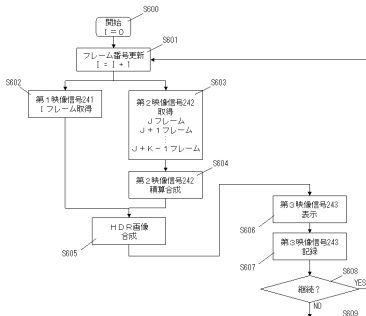 S600
開始
I=0
S601
フレーム番号更新
I=I+1
S602
第1映像信号241
Iフレーム取得
S603
第2映像信号242
取得
Jフレーム
J+1フレーム
⋮
J+K-1フレーム
S604
第2映像信号242
積算合成
HDR画像
合成
S605
第3映像信号243
表示
S606
第3映像信号243
記録
S607
S608
継続?
YES
NO
S609